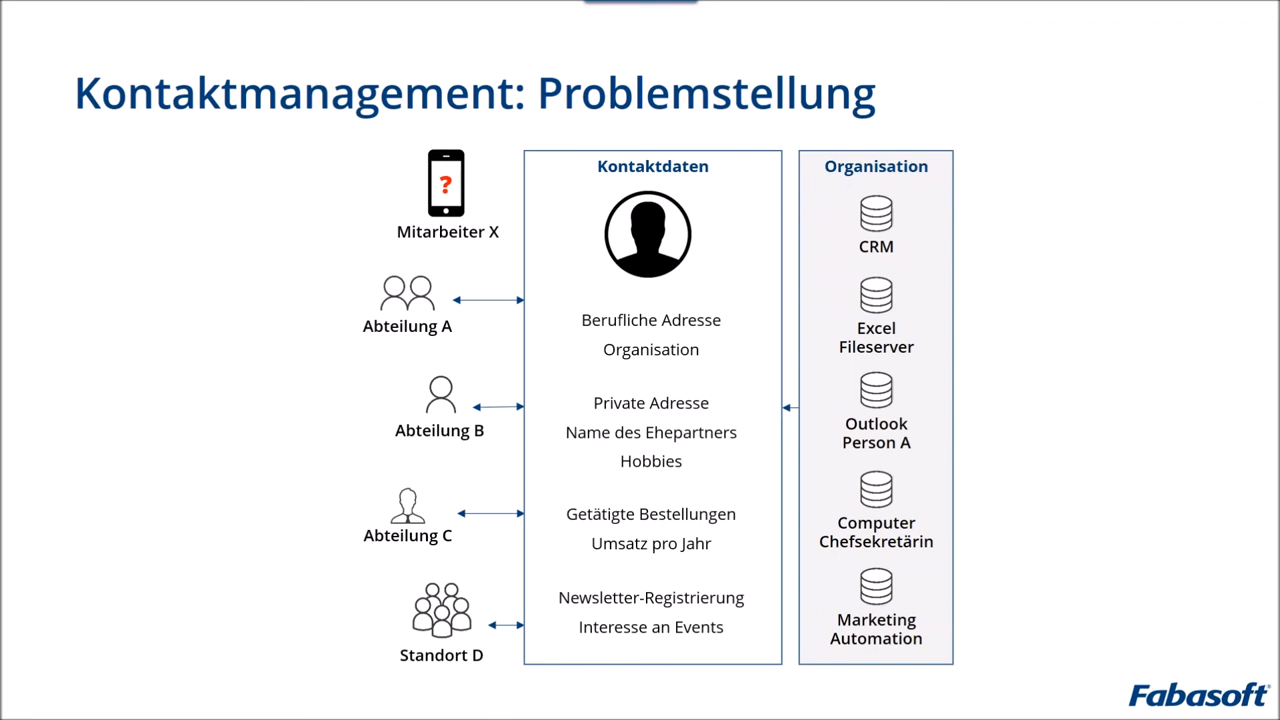 Kontaktmanagement: Problemstellung
?
Mitarbeiter X
Abteilung A
Abteilung B
Abteilung C
Standort D
Kontaktdaten
Berufliche Adresse
Organisation
Private Adresse
Name des Ehepartners
Hobbies
Getätigte Bestellungen
Umsatz pro Jahr
Newsletter-Registrierung
Interesse an Events
Organisation
CRM
Excel
Fileserver
Outlook
Person A
Computer
Chefsekretärin
Marketing
Automation
Fabasoft®